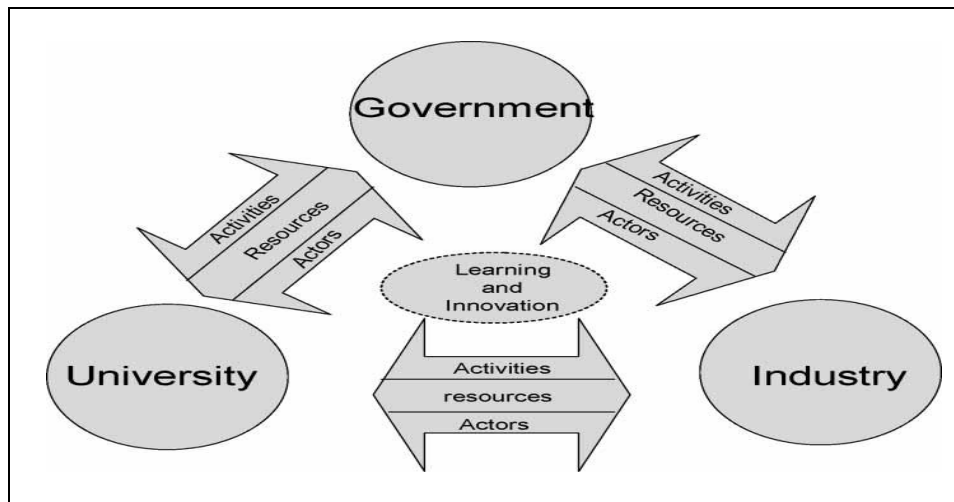 Government
Activities
Resources
Actors
Activities
Resources
Actors
Learning
and
Innovation
University
Industry
Activities
resources
Actors